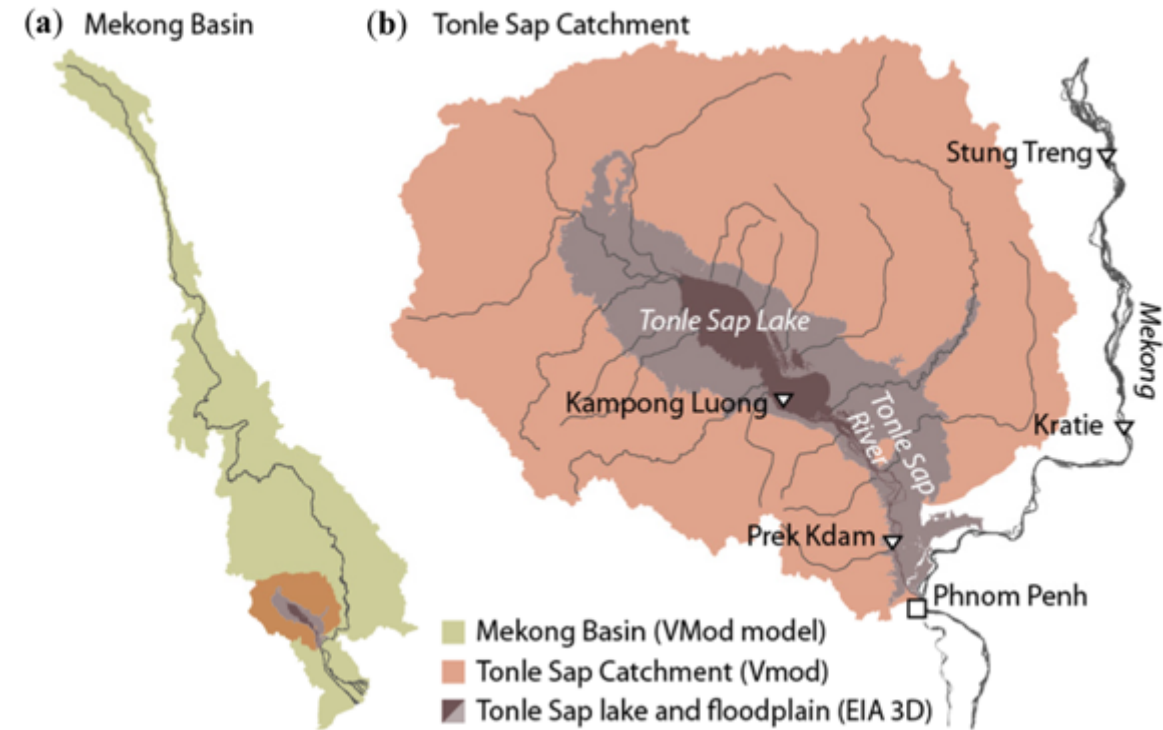 (a) Mekong Basin
(b) Tonle Sap Catchment
Stung Treng
Mekong
Tonle Sap Lake
Kampong Luong
Tonle Sap
River
Kratie
Prek Kdam
Phnom Penh
Mekong Basin (VMod model)
Tonle Sap Catchment (Vmod)
Tonle Sap lake and floodplain (EIA 3D)